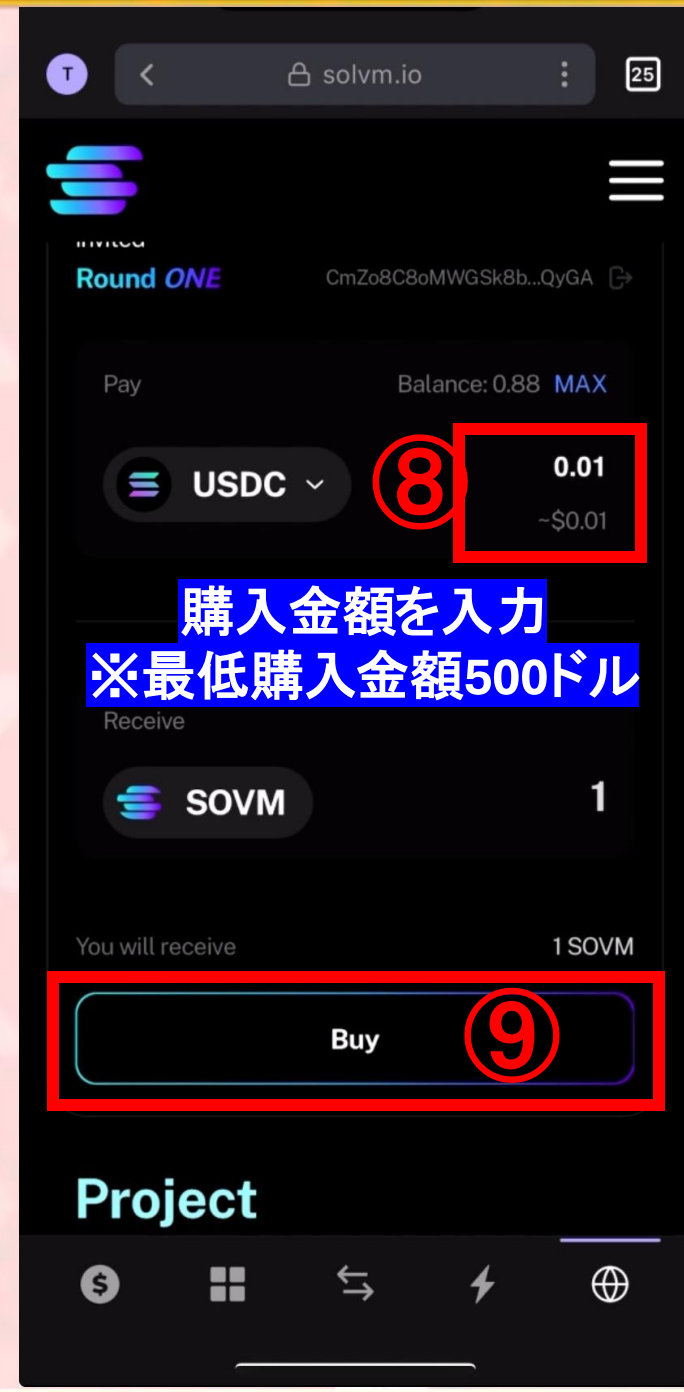 T
solvm.io
25
Round ONE
CmZo8C8oMWGSk8b...QyGA
Pay
Balance: 0.88 MAX
USDC
⑧
0.01
~$0.01
購入金額を入力
※最低購入金額500ドル
Receive
SOVM
1
You will receive
1 SOVM
Buy
⑨
Project
$